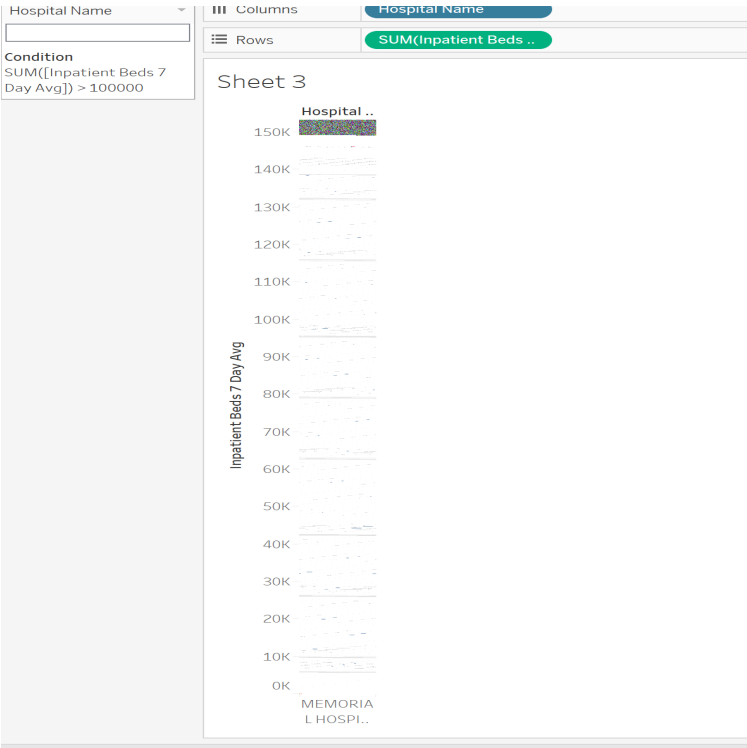 Hospital Name
Condition
SUM([Inpatient Beds 7
Day Avg]) > 100000
Columns
Hospital Name
Rows
SUM(Inpatient Beds ..
Sheet 3
Hospital ..
150K
140K
130K
120K
110K
100K
90K
80K
70K
60K
50K
40K
30K
20K
10K
0K
Inpatient Beds 7 Day Avg
MEMORIA
L HOSPI..